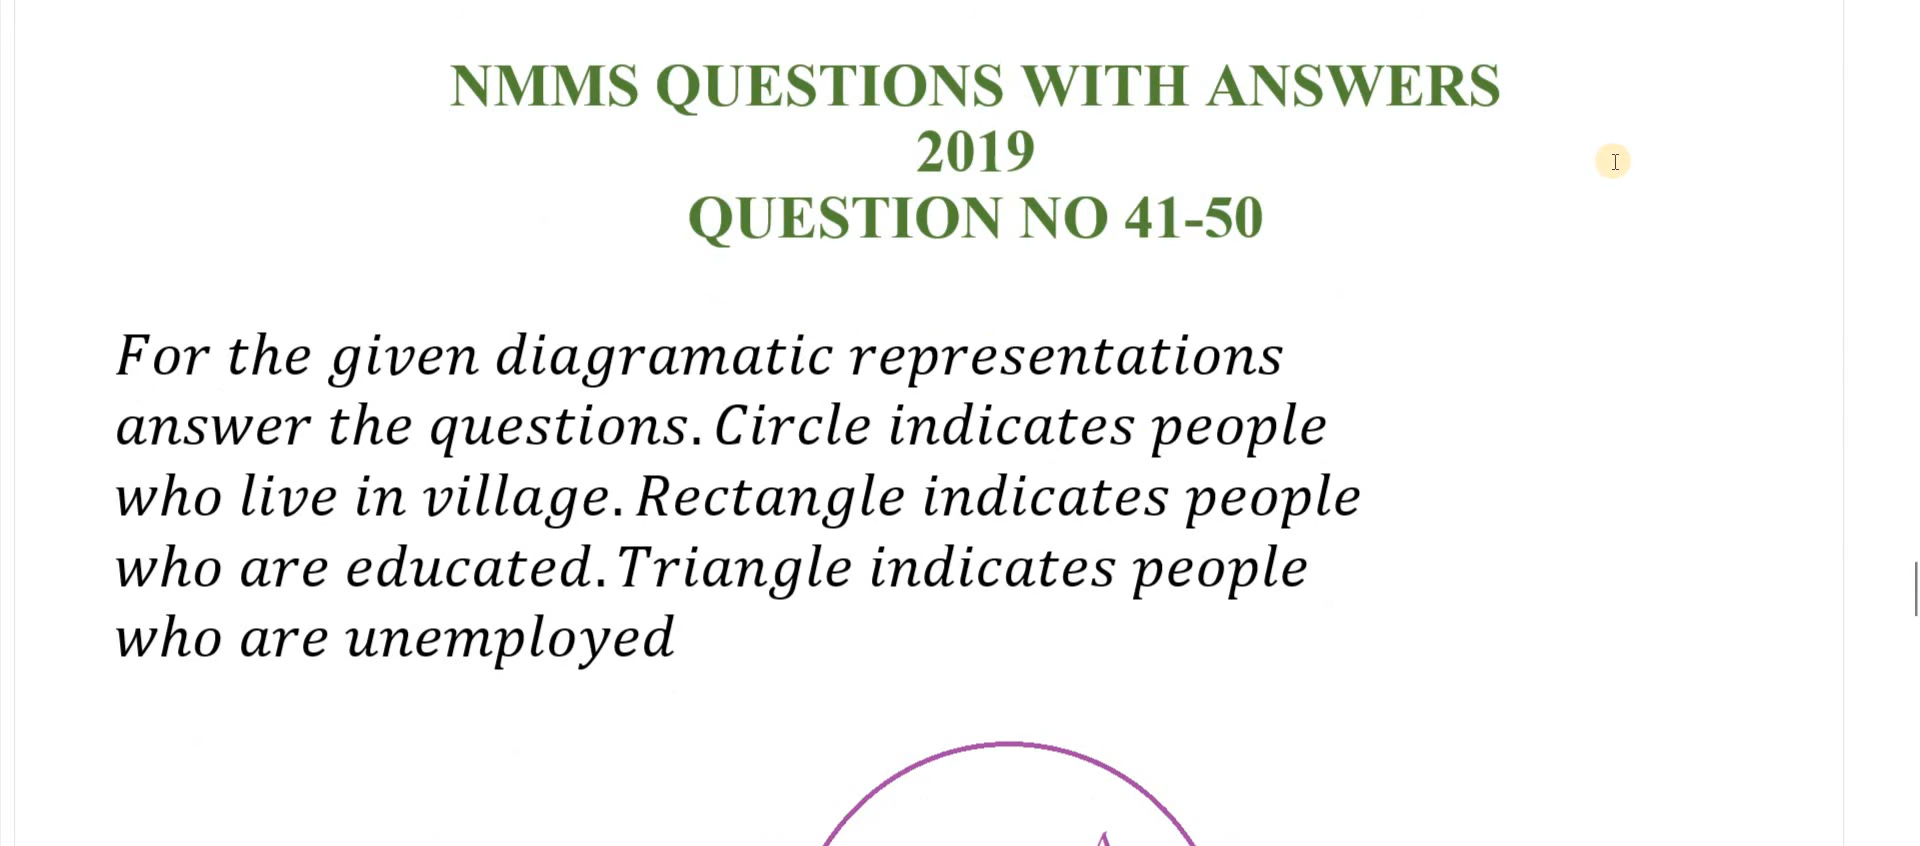 NMMS QUESTIONS WITH ANSWERS
2019
QUESTION NO 41-50
For the given diagramatic representations
answer the questions. Circle indicates people
who live in village. Rectangle indicates people
who are educated. Triangle indicates people
who are unemployed